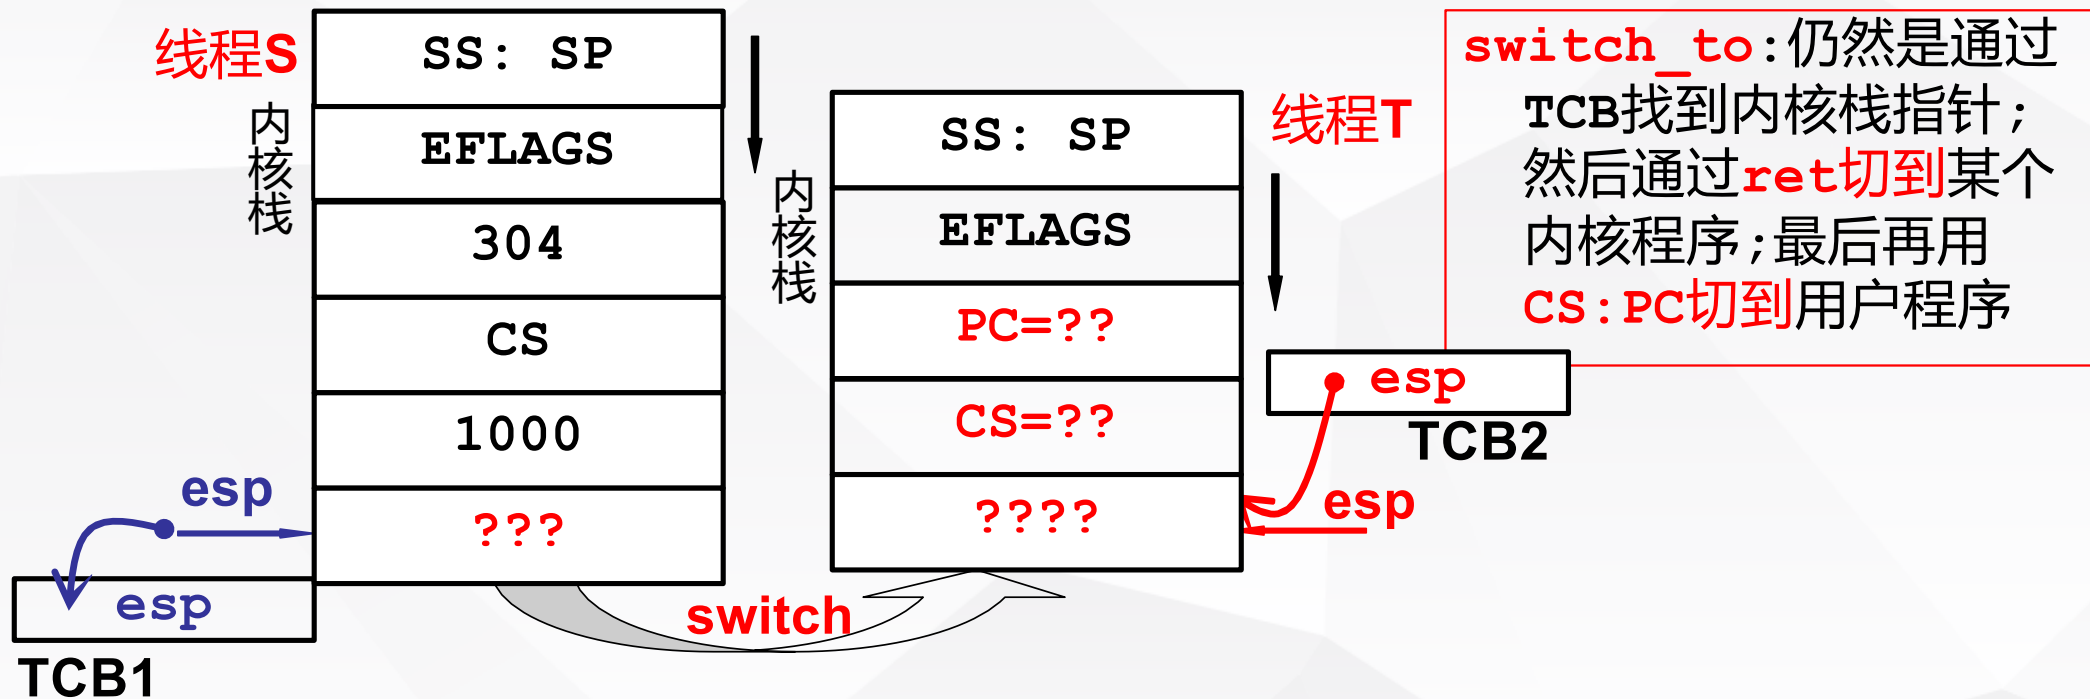 线程S
内核栈
SS: SP
EFLAGS
304
CS
1000
???
esp
esp
TCB1
switch
内核栈
SS: SP
EFLAGS
PC=??
CS=??
????
线程T
esp
TCB2
esp
switch_to:仍然是通过
TCB找到内核栈指针;
然后通过ret切到某个
内核程序;最后再用
CS:PC切到用户程序